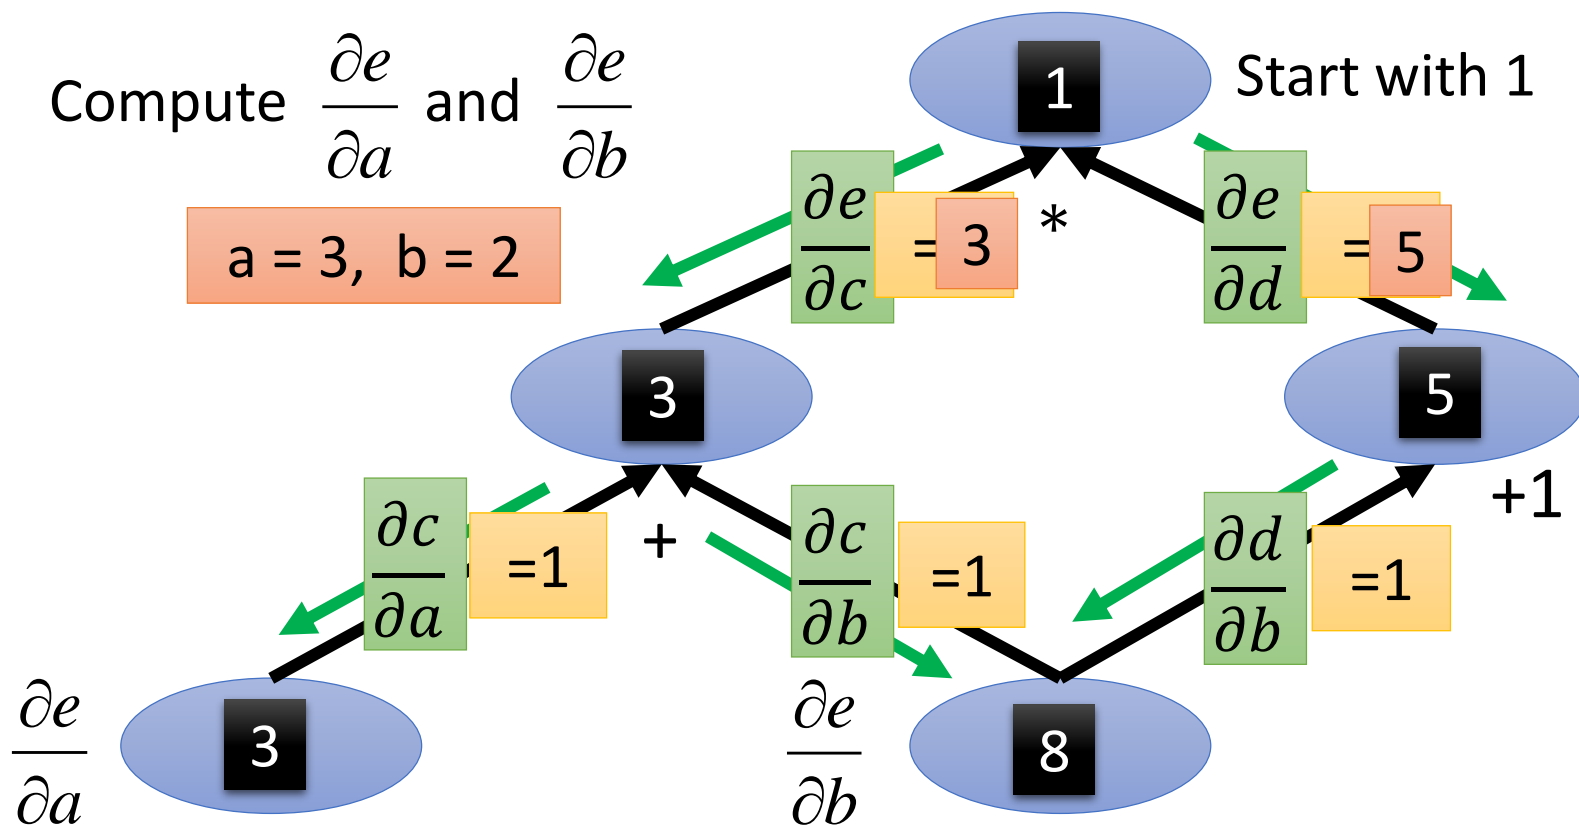 Compute ∂e/∂a and ∂e/∂b
1
Start with 1
a = 3, b = 2
∂e/∂c = 3
*
∂e/∂d = 5
3
5
+1
∂c/∂a =1
+
∂c/∂b =1
∂d/∂b =1
∂e/∂a
3
∂e/∂b
8